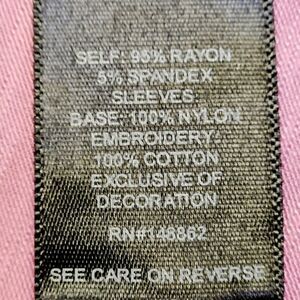 SELF: 95% RAYON
5% SPANDEX
SLEEVES:
BASE: 100% NYLON
EMBROIDERY:
100% COTTON
EXCLUSIVE OF
DECORATION
RN#148862
SEE CARE ON REVERSE